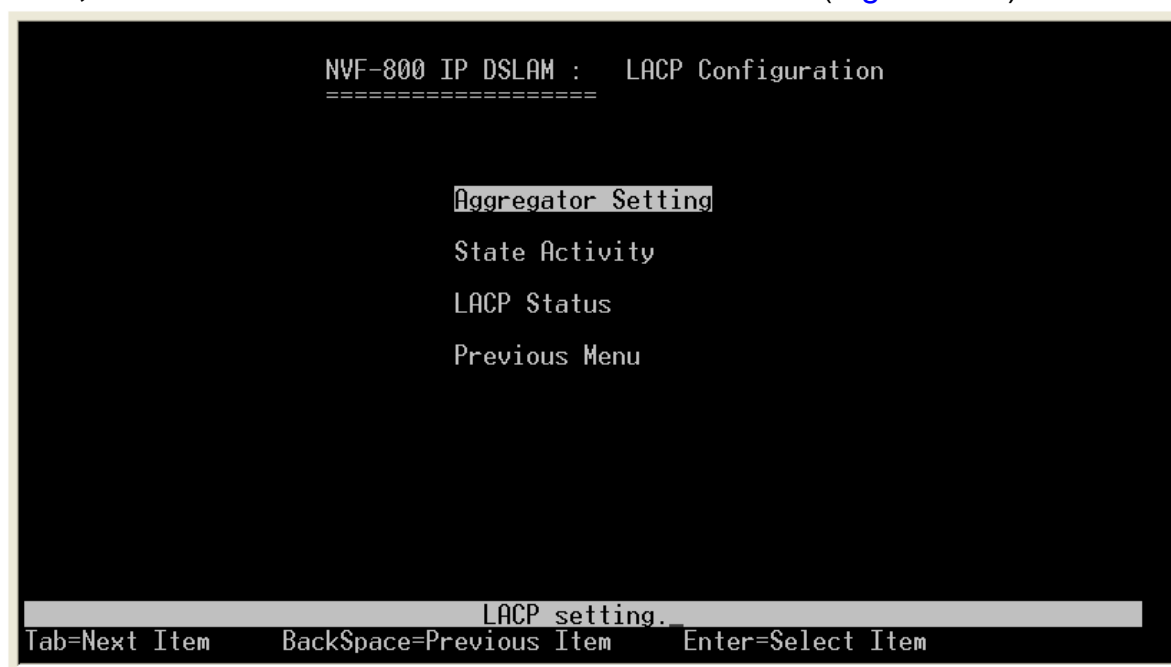 NVF-800 IP DSLAM : LACP Configuration
===================
Aggregator Setting
State Activity
LACP Status
Previous Menu
LACP setting._
Tab=Next Item BackSpace=Previous Item Enter=Select Item